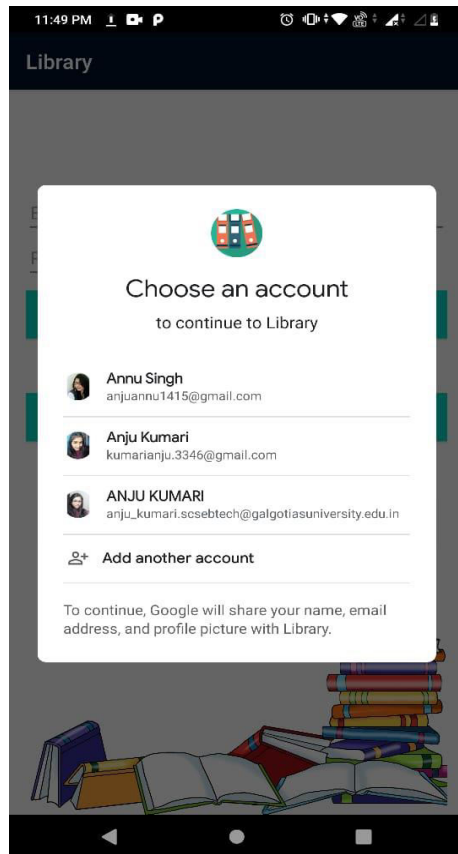 11:49 PM
Library
Choose an account
to continue to Library
Annu Singh
anjuannu1415@gmail.com
Anju Kumari
kumarianju.3346@gmail.com
ANJU KUMARI
anju_kumari.scsebtech@galgotiasuniversity.edu.in
Add another account
To continue, Google will share your name, email
address, and profile picture with Library.